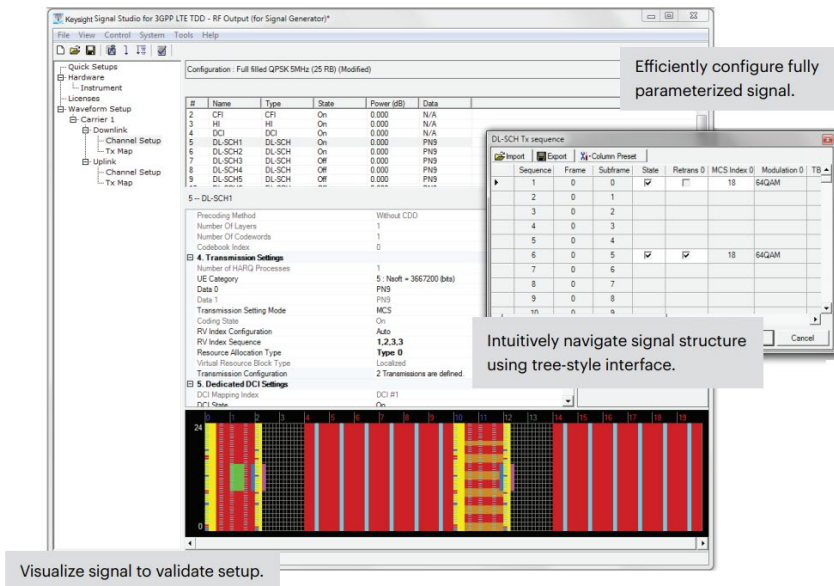 Keysight Signal Studio for 3GPP LTE TDD - RF Output (for Signal Generator)*
File View Control System Tools Help
Quick Setups
Hardware
Instrument
Licenses
Waveform Setup
Carrier 1
Downlink
Channel Setup
Tx Map
Uplink
Channel Setup
Tx Map
Configuration : Full filled QPSK 5MHz (25 RB) (Modified)
Efficiently configure fully
parameterized signal.
# Name Type State Power (dB) Data
2 CFI CFI On 0.000 N/A
3 HI HI On 0.000 N/A
4 DCI DCI On 0.000 N/A
5 DL-SCH1 DL-SCH On 0.000 PN9
6 DL-SCH2 DL-SCH On 0.000 PN9
7 DL-SCH3 DL-SCH Off 0.000 PN9
8 DL-SCH4 DL-SCH Off 0.000 PN9
9 DL-SCH5 DL-SCH Off 0.000 PN9
5 -- DL-SCH1
Precoding Method Without CDD
Number Of Layers 1
Number Of Codewords 1
Codebook Index 0
4. Transmission Settings
Number of HARQ Processes 1
UE Category 5 : Nsoft = 3667200 (bits)
Data 0 PN9
Data 1 PN9
Transmission Setting Mode MCS
Coding State On
RV Index Configuration Auto
RV Index Sequence 1,2,3,3
Resource Allocation Type Type 0
Virtual Resource Block Type Localized
Transmission Configuration 2 Transmissions are defined.
5. Dedicated DCI Settings
DCI Mapping Index DCI #1
DCI State On
DL-SCH Tx sequence
Import Export Column Preset
Sequence Frame Subframe State Retrans 0 MCS Index 0 Modulation 0 TB
1 0 0 18 64QAM
2 0 1
3 0 2
4 0 3
5 0 4
6 0 5 18 64QAM
7 0 6
8 0 7
9 0 8
10 0 9
Cancel
Intuitively navigate signal structure
using tree-style interface.
0 1 2 3 4 5 6 7 8 9 10 11 12 13 14 15 16 17 18 19
24
0
Visualize signal to validate setup.